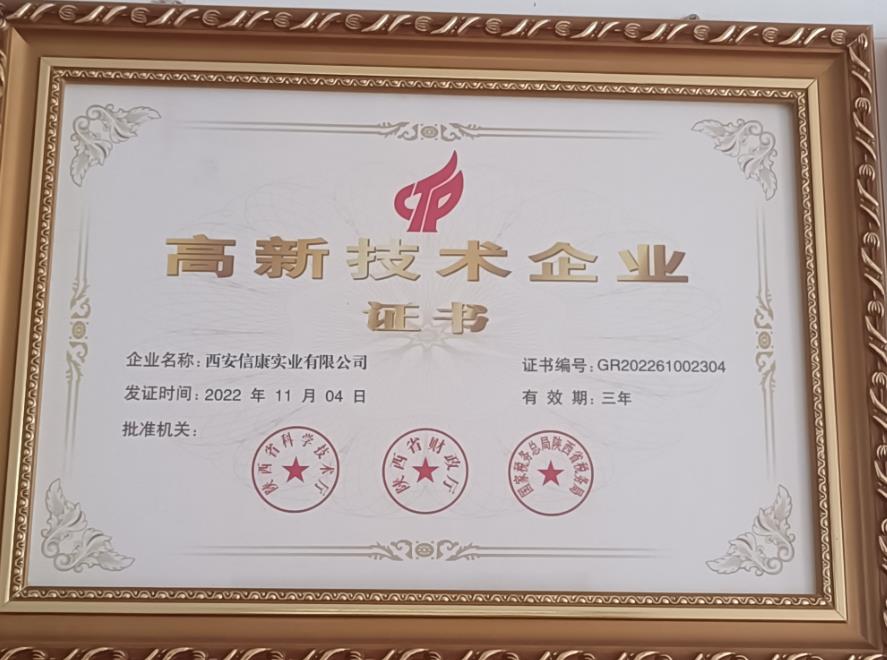 高新技术企业
证书
企业名称：西安信康实业有限公司
证书编号：GR202261002304
发证时间：2022 年 11 月 04 日
有 效 期：三年
批准机关：
陕西省科学技术厅
陕西省财政厅
国家税务总局陕西省税务局